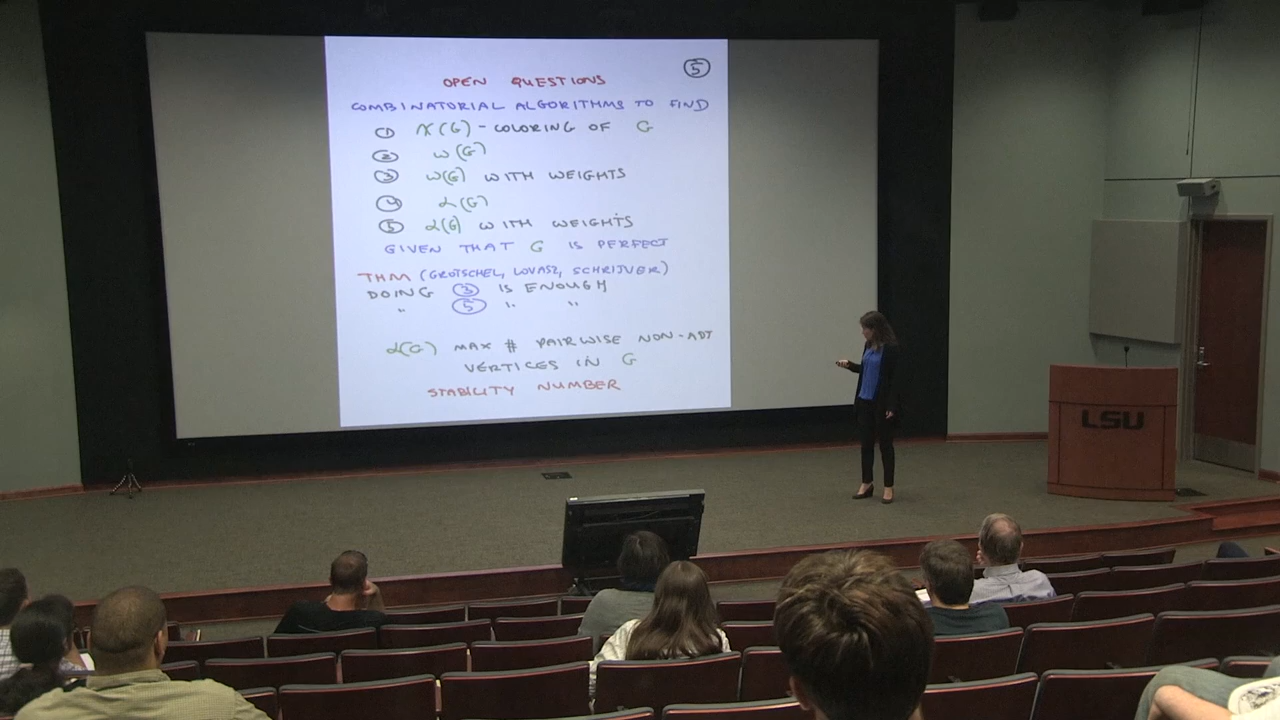 ⑤
OPEN QUESTIONS
COMBINATORIAL ALGORITHMS TO FIND
① χ(G) - COLORING OF G
② ω(G)
③ ω(G) WITH WEIGHTS
④ α(G)
⑤ α(G) WITH WEIGHTS
GIVEN THAT G IS PERFECT
THM (GROTSCHEL, LOVASZ, SCHRIJVER)
DOING ③ IS ENOUGH
" ⑤ " "
α(G) MAX # PAIRWISE NON-ADJ
VERTICES IN G
STABILITY NUMBER
LSU